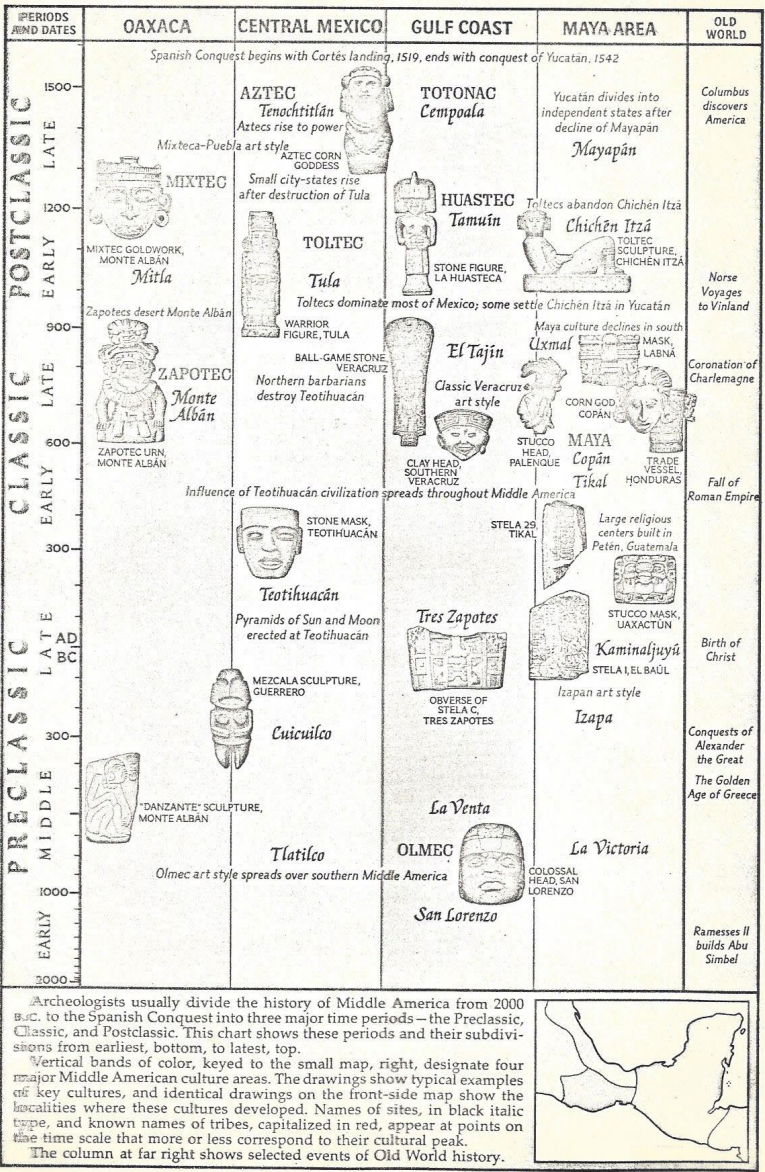 PERIODS AND DATES
OAXACA
CENTRAL MEXICO
GULF COAST
MAYA AREA
OLD WORLD
Spanish Conquest begins with Cortés landing, 1519, ends with conquest of Yucatán, 1542
POSTCLASSIC
LATE
EARLY
CLASSIC
LATE
EARLY
PRECLASSIC
LATE
MIDDLE
EARLY
1500
1200
900
600
300
AD
BC
300
1000
2000
AZTEC
Tenochtitlán
Aztecs rise to power
Mixteca-Puebla art style
AZTEC CORN
GODDESS
TOTONAC
Cempoala
Yucatán divides into
independent states after
decline of Mayapán
Mayapán
Columbus
discovers
America
MIXTEC
Small city-states rise
after destruction of Tula
HUASTEC
Tamuín
Toltecs abandon Chichén Itzá
Chichén Itzá
TOLTEC
SCULPTURE,
CHICHÉN ITZÁ
MIXTEC GOLDWORK,
MONTE ALBÁN
Mitla
TOLTEC
Tula
STONE FIGURE,
LA HUASTECA
Norse
Voyages
to Vinland
Toltecs dominate most of Mexico; some settle Chichén Itzá in Yucatán
Zapotecs desert Monte Albán
WARRIOR
FIGURE, TULA
Maya culture declines in south
Uxmal
MASK,
LABNÁ
BALL-GAME STONE,
VERACRUZ
El Tajín
ZAPOTEC
Monte
Albán
Northern barbarians
destroy Teotihuacán
Classic Veracruz
art style
CORN GOD,
COPÁN
Coronation of
Charlemagne
ZAPOTEC URN,
MONTE ALBÁN
CLAY HEAD,
SOUTHERN
VERACRUZ
STUCCO
HEAD,
PALENQUE
MAYA
Copán
Tikal
TRADE
VESSEL,
HONDURAS
Fall of
Roman Empire
Influence of Teotihuacán civilization spreads throughout Middle America
STONE MASK,
TEOTIHUACÁN
STELA 29,
TIKAL
Large religious
centers built in
Petén, Guatemala
Teotihuacán
STUCCO MASK,
UAXACTÚN
Pyramids of Sun and Moon
erected at Teotihuacán
Tres Zapotes
Kaminaljuyú
STELA I, EL BAÚL
Birth of
Christ
MEZCALA SCULPTURE,
GUERRERO
OBVERSE OF
STELA C,
TRES ZAPOTES
Izapan art style
Izapa
Cuicuilco
Conquests of
Alexander
the Great
The Golden
Age of Greece
"DANZANTE" SCULPTURE,
MONTE ALBÁN
La Venta
Tlatilco
OLMEC
La Victoria
Olmec art style spreads over southern Middle America
COLOSSAL
HEAD, SAN
LORENZO
San Lorenzo
Ramesses II
builds Abu
Simbel
Archeologists usually divide the history of Middle America from 2000
B.C. to the Spanish Conquest into three major time periods—the Preclassic,
Classic, and Postclassic. This chart shows these periods and their subdivi-
sions from earliest, bottom, to latest, top.
Vertical bands of color, keyed to the small map, right, designate four
major Middle American culture areas. The drawings show typical examples
of key cultures, and identical drawings on the front-side map show the
localities where these cultures developed. Names of sites, in black italic
type, and known names of tribes, capitalized in red, appear at points on
the time scale that more or less correspond to their cultural peak.
The column at far right shows selected events of Old World history.